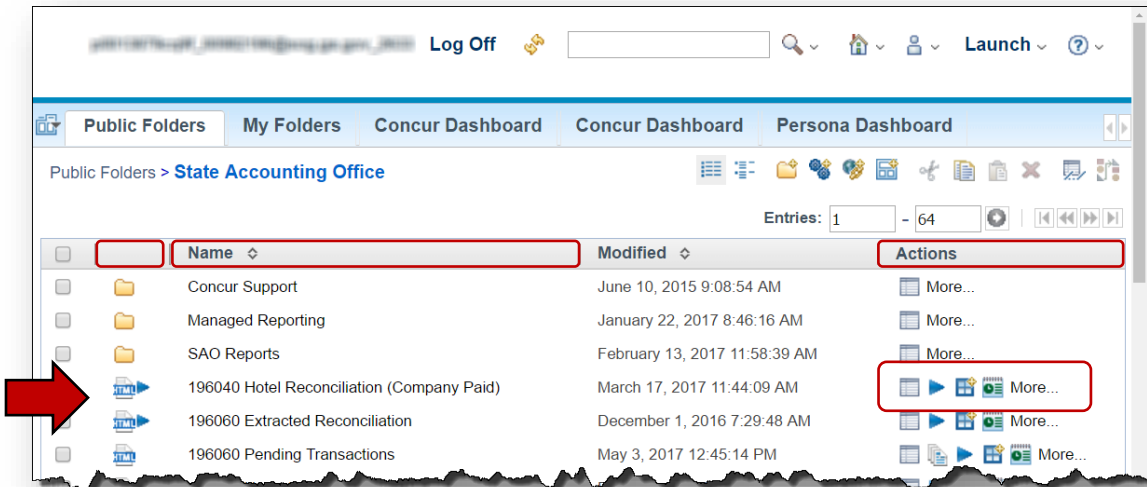 Log Off Launch
Public Folders My Folders Concur Dashboard Concur Dashboard Persona Dashboard
Public Folders > State Accounting Office
Entries: 1 - 64
Name Modified Actions
Concur Support June 10, 2015 9:08:54 AM More...
Managed Reporting January 22, 2017 8:46:16 AM More...
SAO Reports February 13, 2017 11:58:39 AM More...
HTML 196040 Hotel Reconciliation (Company Paid) March 17, 2017 11:44:09 AM More...
HTML 196060 Extracted Reconciliation December 1, 2016 7:29:48 AM More...
HTML 196060 Pending Transactions May 3, 2017 12:45:14 PM More...